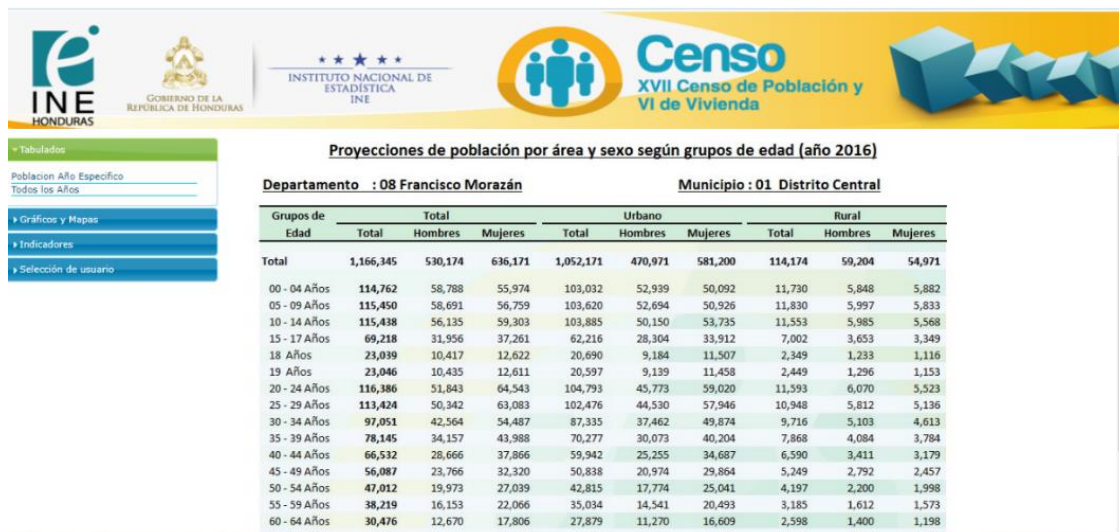 INE
HONDURAS
GOBIERNO DE LA
REPÚBLICA DE HONDURAS
INSTITUTO NACIONAL DE
ESTADÍSTICA
INE
Censo
XVII Censo de Población y
VI de Vivienda
Tabulados
Poblacion Año Especifico
Todos los Años
Gráficos y Mapas
Indicadores
Selección de usuario
Proyecciones de población por área y sexo según grupos de edad (año 2016)
Departamento : 08 Francisco Morazán Municipio : 01 Distrito Central
Grupos de Total Urbano Rural
Edad Total Hombres Mujeres Total Hombres Mujeres Total Hombres Mujeres
Total 1,166,345 530,174 636,171 1,052,171 470,971 581,200 114,174 59,204 54,971
00 - 04 Años 114,762 58,788 55,974 103,032 52,939 50,092 11,730 5,848 5,882
05 - 09 Años 115,450 58,691 56,759 103,620 52,694 50,926 11,830 5,997 5,833
10 - 14 Años 115,438 56,135 59,303 103,885 50,150 53,735 11,553 5,985 5,568
15 - 17 Años 69,218 31,956 37,261 62,216 28,304 33,912 7,002 3,653 3,349
18 Años 23,039 10,417 12,622 20,690 9,184 11,507 2,349 1,233 1,116
19 Años 23,046 10,435 12,611 20,597 9,139 11,458 2,449 1,296 1,153
20 - 24 Años 116,386 51,843 64,543 104,793 45,773 59,020 11,593 6,070 5,523
25 - 29 Años 113,424 50,342 63,083 102,476 44,530 57,946 10,948 5,812 5,136
30 - 34 Años 97,051 42,564 54,487 87,335 37,462 49,874 9,716 5,103 4,613
35 - 39 Años 78,145 34,157 43,988 70,277 30,073 40,204 7,868 4,084 3,784
40 - 44 Años 66,532 28,666 37,866 59,942 25,255 34,687 6,590 3,411 3,179
45 - 49 Años 56,087 23,766 32,320 50,838 20,974 29,864 5,249 2,792 2,457
50 - 54 Años 47,012 19,973 27,039 42,815 17,774 25,041 4,197 2,200 1,998
55 - 59 Años 38,219 16,153 22,066 35,034 14,541 20,493 3,185 1,612 1,573
60 - 64 Años 30,476 12,670 17,806 27,879 11,270 16,609 2,598 1,400 1,198